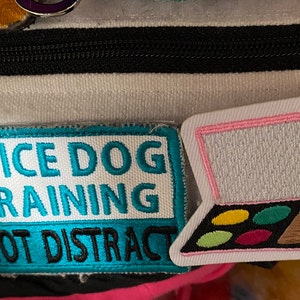 ICE DOG
RAINING
OT DISTRACT